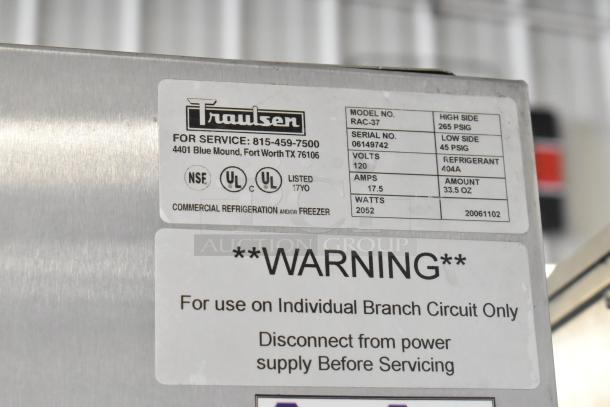 Traulsen
FOR SERVICE: 815-459-7500
4401 Blue Mound, Fort Worth TX 76106
NSF UL C UL LISTED
17YO
COMMERCIAL REFRIGERATION AND/OR FREEZER
MODEL NO.
RAC-37
HIGH SIDE
265 PSIG
SERIAL NO.
06149742
LOW SIDE
45 PSIG
VOLTS
120
REFRIGERANT
404A
AMPS
17.5
AMOUNT
33.5 OZ
WATTS
2052
20061102
AUCTION GROUP
**WARNING**
For use on Individual Branch Circuit Only
Disconnect from power
supply Before Servicing